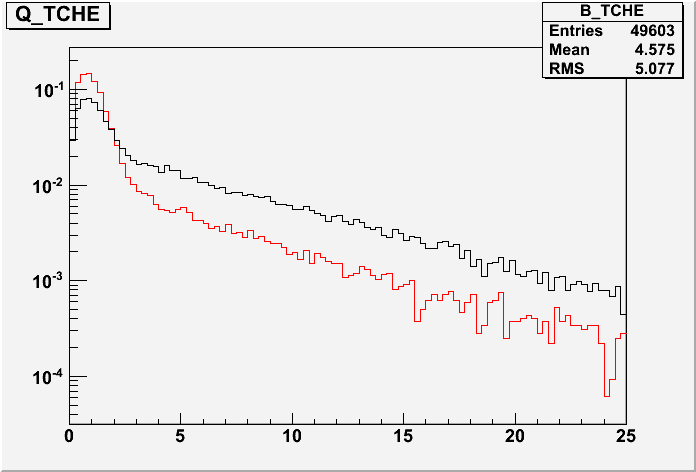 Q_TCHE
B_TCHE
Entries 49603
Mean 4.575
RMS 5.077
10-1
10-2
10-3
10-4
0 5 10 15 20 25